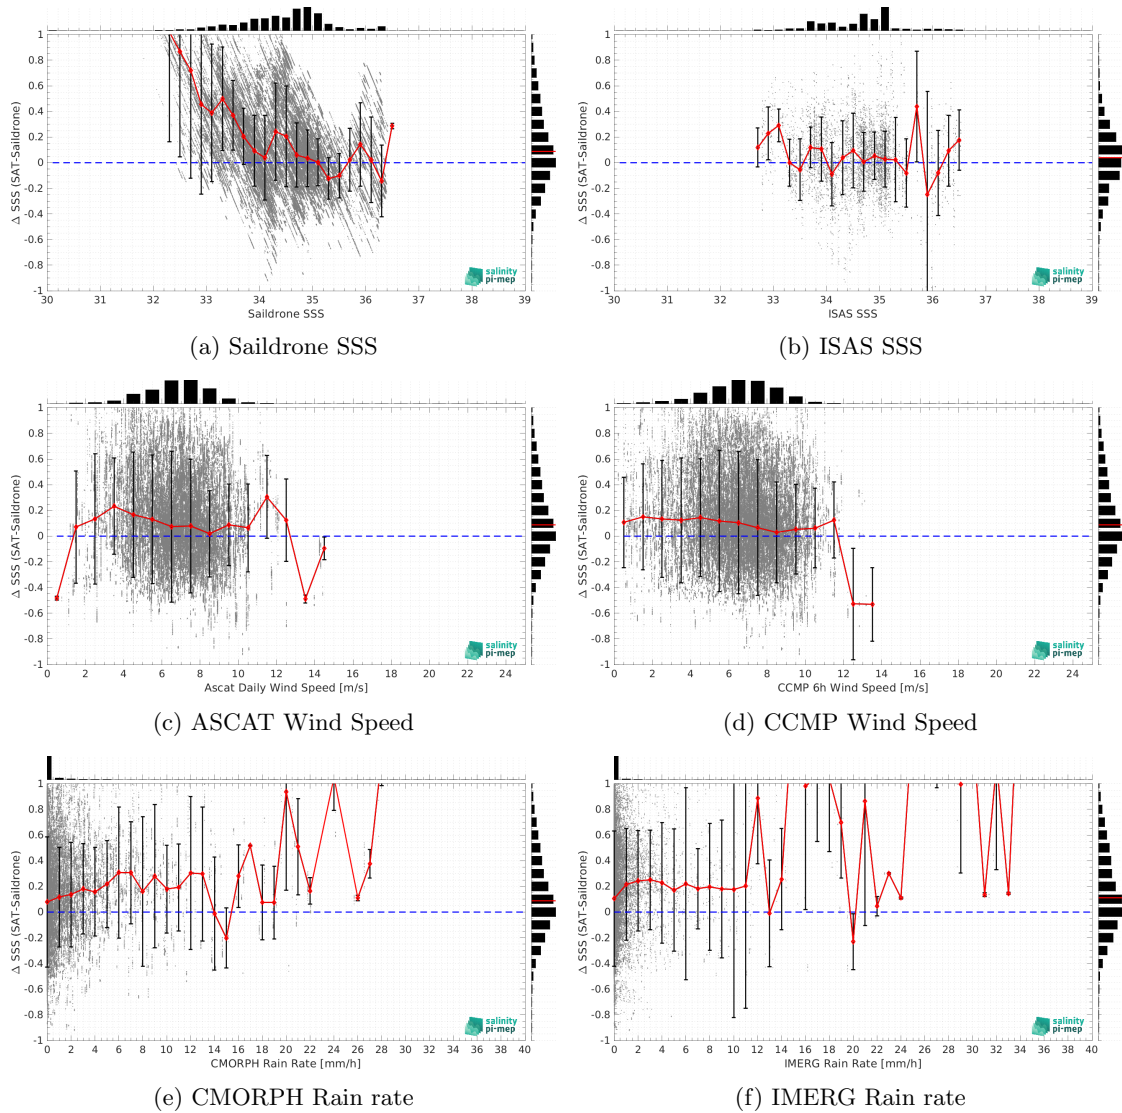 1
0.8
0.6
0.4
0.2
0
-0.2
-0.4
-0.6
-0.8
-1
Δ SSS (SAT-Saildrone)
30 31 32 33 34 35 36 37 38 39
Saildrone SSS
salinity
pi-mep
(a) Saildrone SSS
1
0.8
0.6
0.4
0.2
0
-0.2
-0.4
-0.6
-0.8
-1
Δ SSS (SAT-Saildrone)
30 31 32 33 34 35 36 37 38 39
ISAS SSS
salinity
pi-mep
(b) ISAS SSS
1
0.8
0.6
0.4
0.2
0
-0.2
-0.4
-0.6
-0.8
-1
Δ SSS (SAT-Saildrone)
0 2 4 6 8 10 12 14 16 18 20 22 24
Ascat Daily Wind Speed [m/s]
salinity
pi-mep
(c) ASCAT Wind Speed
1
0.8
0.6
0.4
0.2
0
-0.2
-0.4
-0.6
-0.8
-1
Δ SSS (SAT-Saildrone)
0 2 4 6 8 10 12 14 16 18 20 22 24
CCMP 6h Wind Speed [m/s]
salinity
pi-mep
(d) CCMP Wind Speed
1
0.8
0.6
0.4
0.2
0
0.2
0.4
-0.6
-0.8
-1
Δ SSS (SAT-Saildrone)
0 2 4 6 8 10 12 14 16 18 20 22 24 26 28 30 32 34 36 38 40
CMORPH Rain Rate [mm/h]
salinity
pi-mep
(e) CMORPH Rain rate
1
0.8
0.6
0.4
0.2
0
0.2
0.4
-0.6
-0.8
-1
Δ SSS (SAT-Saildrone)
0 2 4 6 8 10 12 14 16 18 20 22 24 26 28 30 32 34 36 38 40
IMERG Rain Rate [mm/h]
salinity
pi-mep
(f) IMERG Rain rate